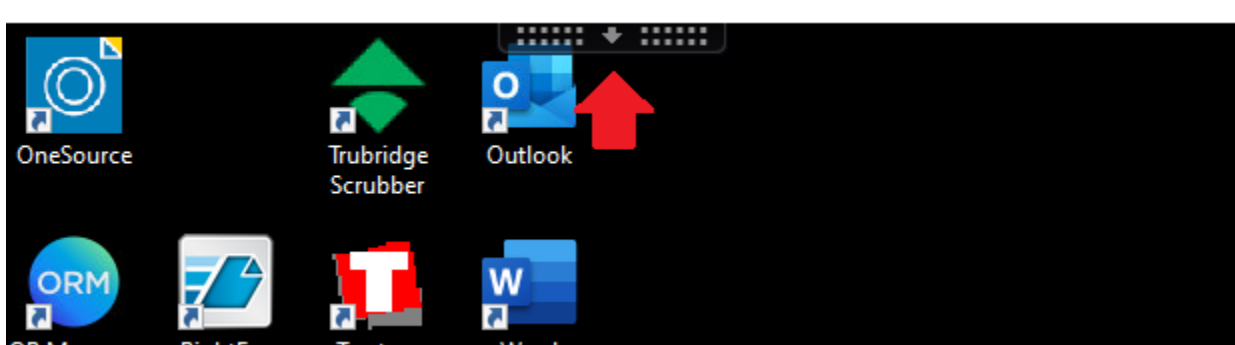 OneSource
Trubridge
Scrubber
Outlook
O
ORM
T
W